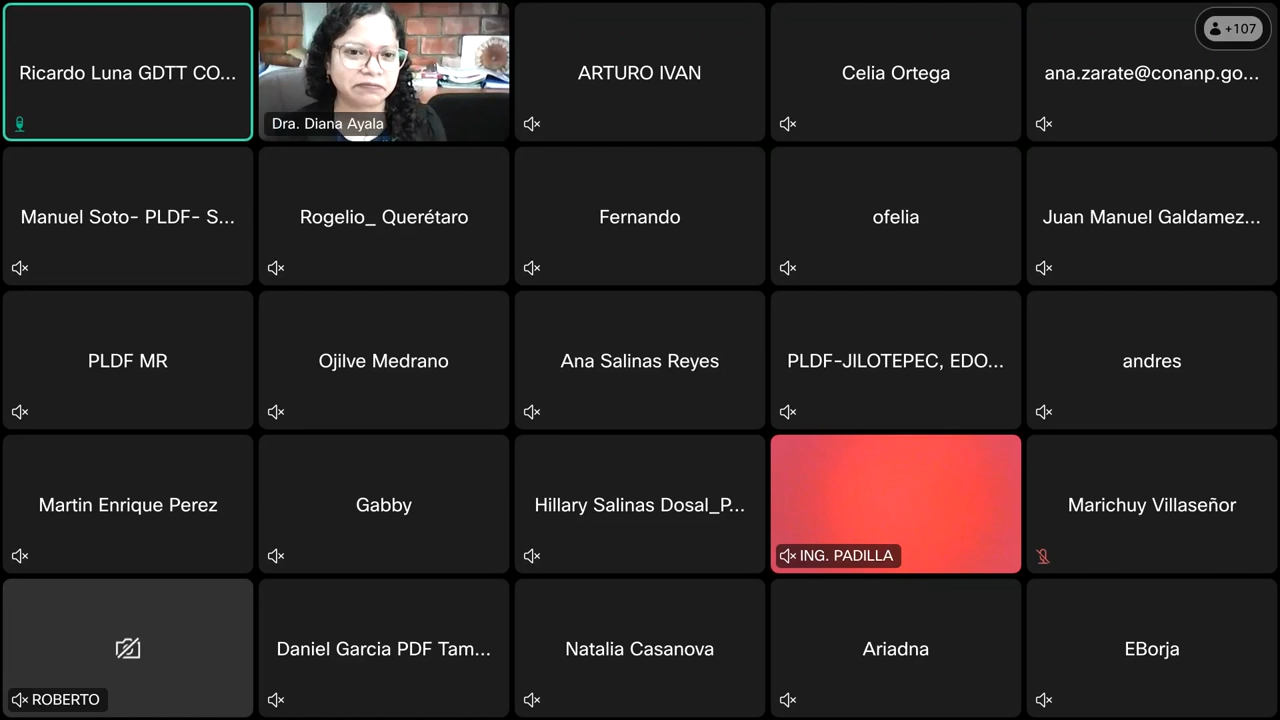 Ricardo Luna GDTT CO...
Dra. Diana Ayala
ARTURO IVAN
Celia Ortega
+107
ana.zarate@conanp.go...
Manuel Soto- PLDF- S...
Rogelio_ Querétaro
Fernando
ofelia
Juan Manuel Galdamez...
PLDF MR
Ojilve Medrano
Ana Salinas Reyes
PLDF-JILOTEPEC, EDO...
andres
Martin Enrique Perez
Gabby
Hillary Salinas Dosal_P...
ING. PADILLA
Marichuy Villaseñor
ROBERTO
Daniel Garcia PDF Tam...
Natalia Casanova
Ariadna
EBorja